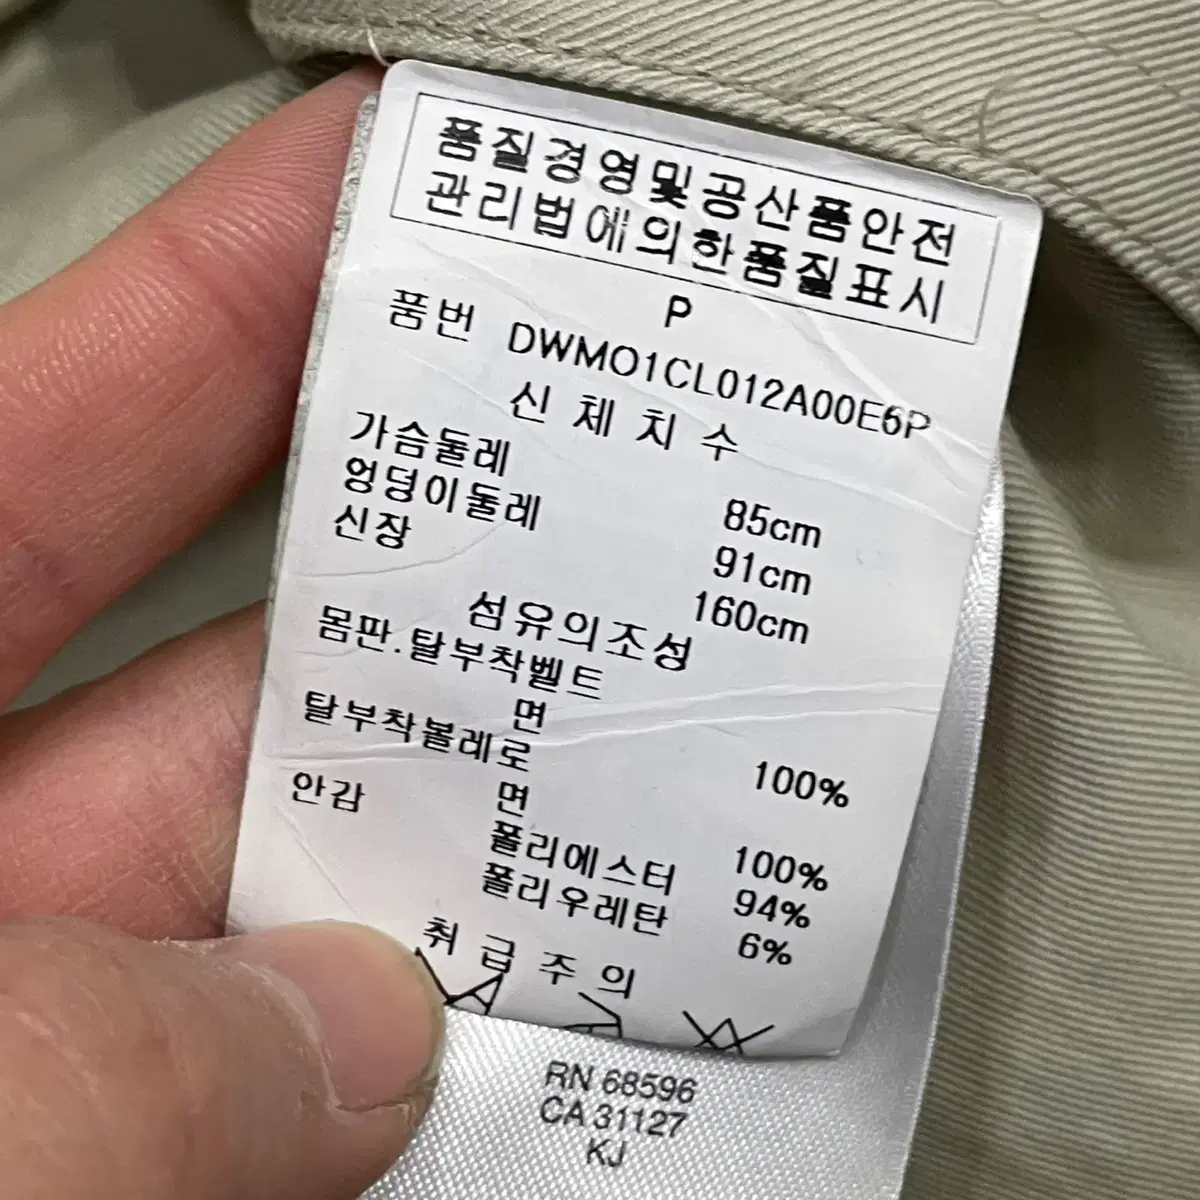 품질경영및공산품안전
관리법에의한품질표시
P
품번 DWM01CL012A00E6P
신체치수
가슴둘레 85cm
엉덩이둘레 91cm
신장 160cm
섬유의조성
몸판.탈부착벨트
면 100%
탈부착볼레로
면 100%
안감 폴리에스터 94%
폴리우레탄 6%
취급주의
RN 68596
CA 31127
KJ